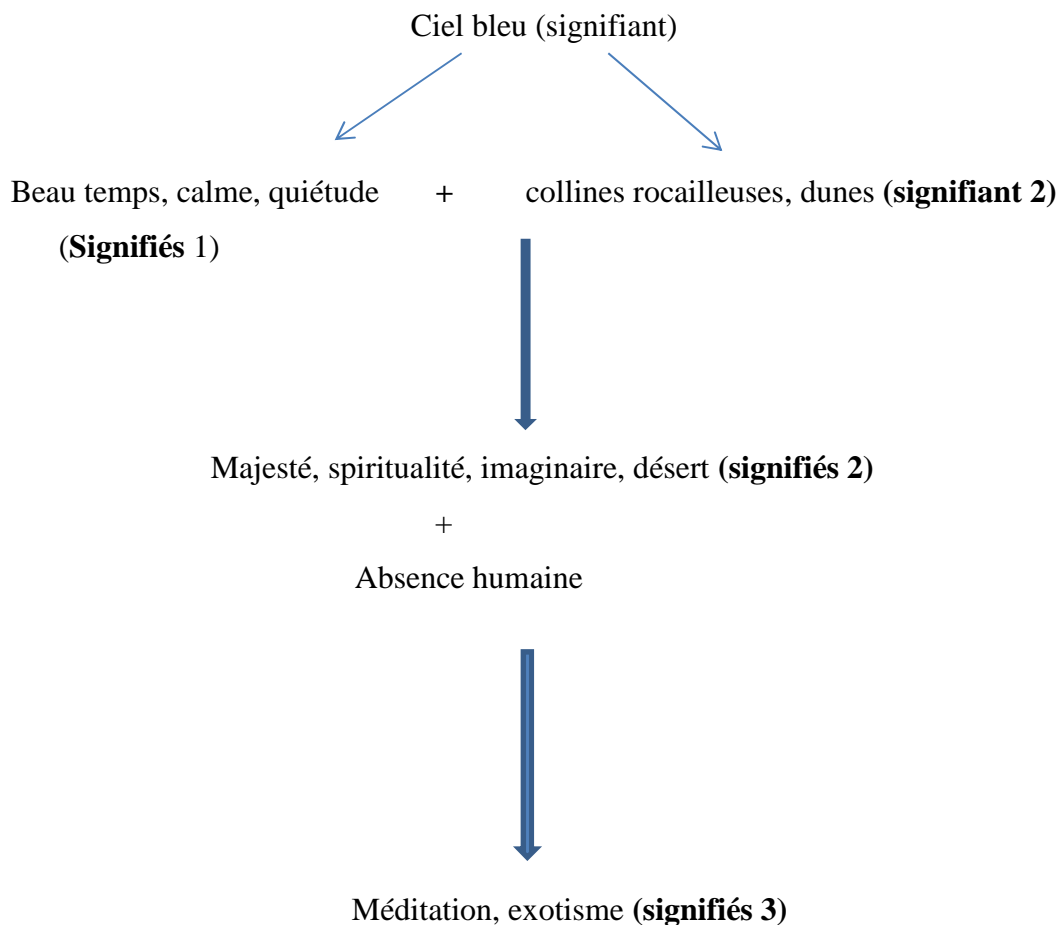 Ciel bleu (signifiant)
Beau temps, calme, quiétude + collines rocailleuses, dunes (signifiant 2)
(Signifiés 1)
Majesté, spiritualité, imaginaire, désert (signifiés 2)
+
Absence humaine
Méditation, exotisme (signifiés 3)